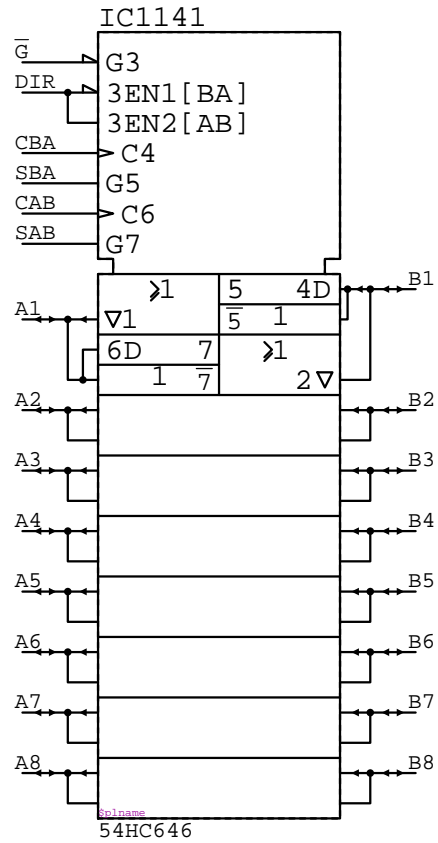 IC1141
G̅ G3
DIR 3EN1[BA]
3EN2[AB]
CBA C4
SBA G5
CAB C6
SAB G7
≥1 5 4D B1
A1 ▽1 5̅ 1
6D 7 ≥1
1 7̅ 2▽
A2 B2
A3 B3
A4 B4
A5 B5
A6 B6
A7 B7
A8 B8
$plname
54HC646